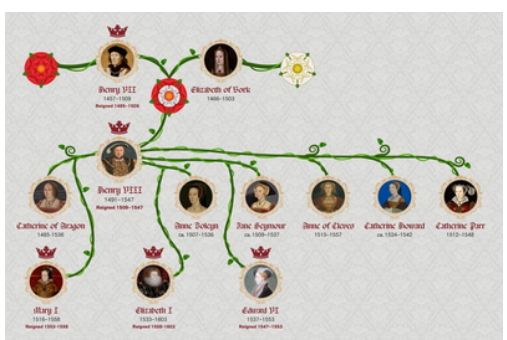 Henry VII
1457–1509
Reigned 1485–1509
Elizabeth of York
1466–1503
Henry VIII
1491–1547
Reigned 1509–1547
Catherine of Aragon
1485-1536
Anne Boleyn
ca. 1507–1536
Jane Seymour
ca. 1509–1537
Anne of Cleves
1515–1557
Catherine Howard
ca. 1524–1542
Catherine Parr
1512–1548
Mary I
1516–1558
Reigned 1553-1558
Elizabeth I
1533–1603
Reigned 1558-1603
Edward VI
1537–1553
Reigned 1547–1553